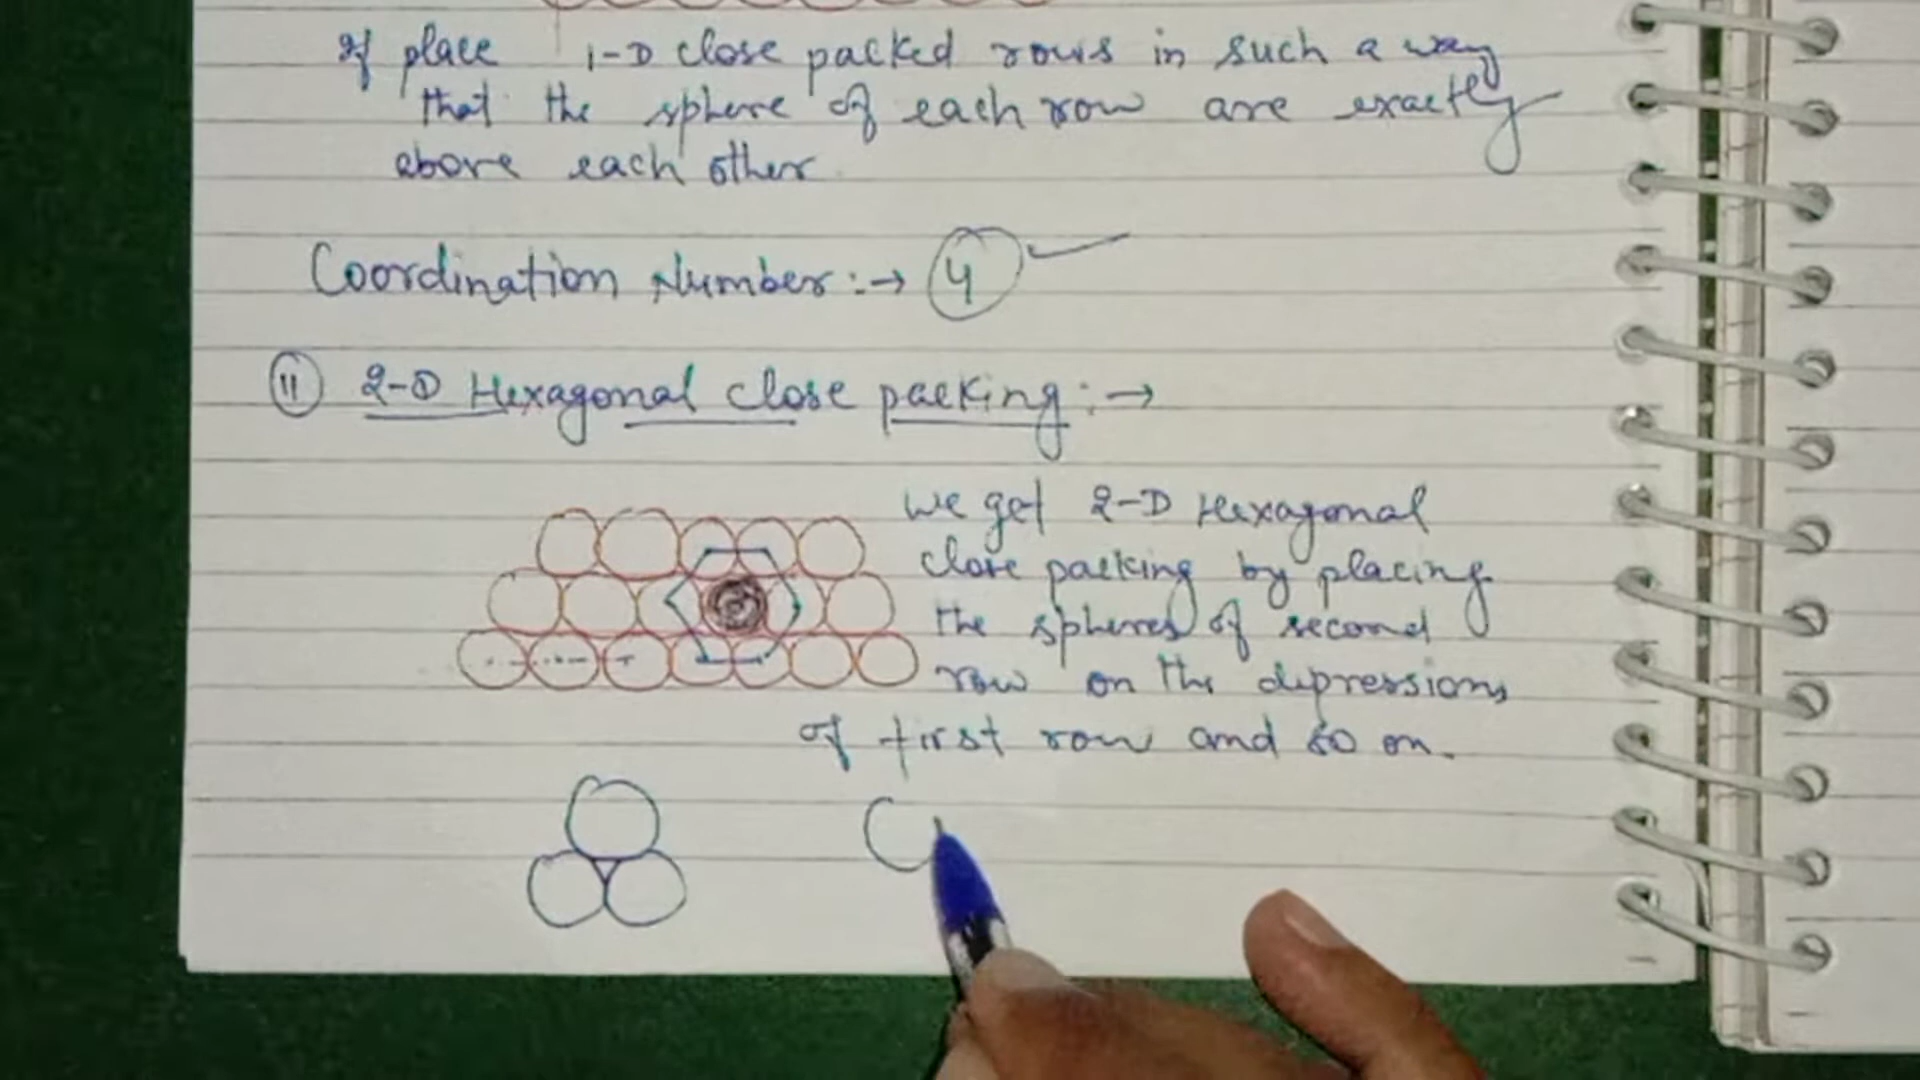 If place 1-D close packed rows in such a way
that the sphere of each row are exactly
above each other
Coordination Number :→ 4
(ii) 2-D Hexagonal close packing :→
We get 2-D Hexagonal
close packing by placing
the spheres of second
row on the depressions
of first row and so on.